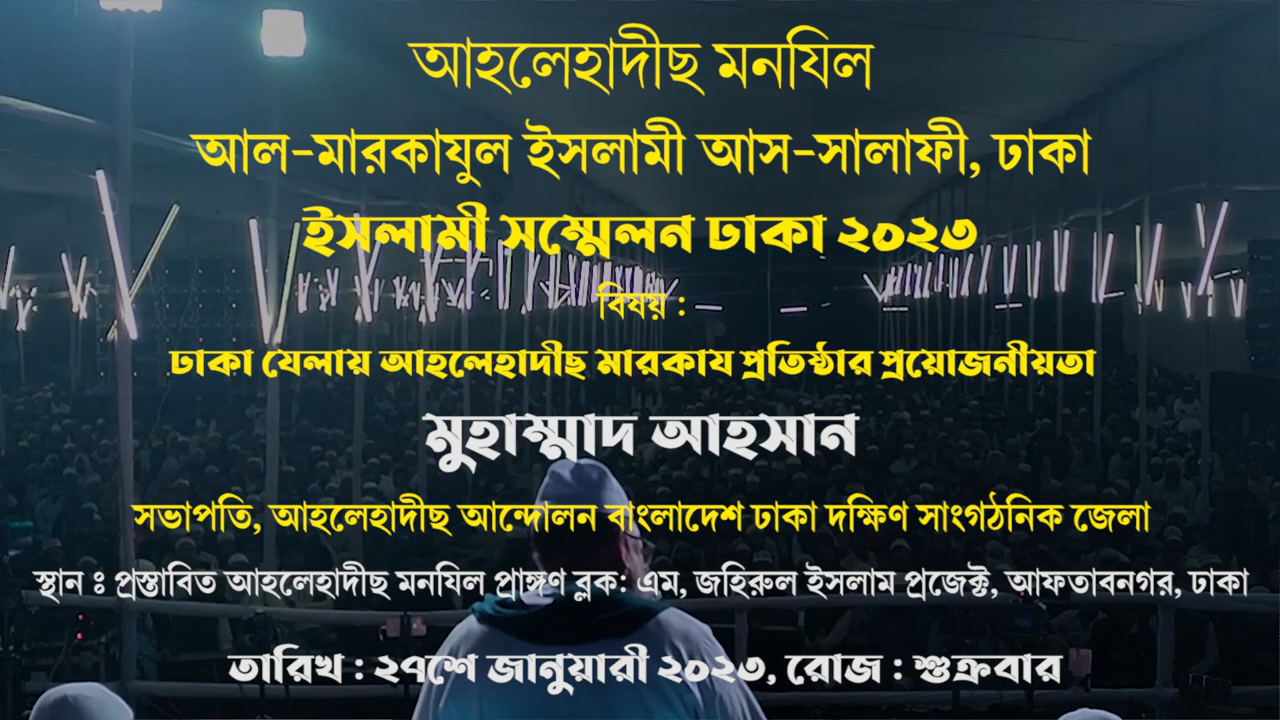 আহলেহাদীছ মনযিল
আল-মারকাযুল ইসলামী আস-সালাফী, ঢাকা
ইসলামী সম্মেলন ঢাকা ২০২৩
বিষয় :
ঢাকা যেলায় আহলেহাদীছ মারকায প্রতিষ্ঠার প্রয়োজনীয়তা
মুহাম্মাদ আহসান
সভাপতি, আহলেহাদীছ আন্দোলন বাংলাদেশ ঢাকা দক্ষিণ সাংগঠনিক জেলা
স্থান ঃ প্রস্তাবিত আহলেহাদীছ মনযিল প্রাঙ্গণ ব্লক: এম, জহিরুল ইসলাম প্রজেক্ট, আফতাবনগর, ঢাকা
তারিখ : ২৭শে জানুয়ারী ২০২৩, রোজ : শুক্রবার